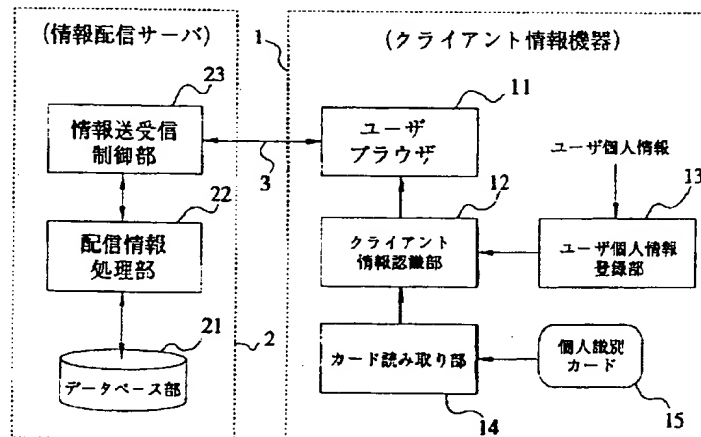 (情報配信サーバ)
1
(クライアント情報機器)
23
11
情報送受信
制御部
ユーザ
ブラウザ
3
ユーザ個人情報
22
12
13
配信情報
処理部
クライアント
情報認識部
ユーザ個人情報
登録部
21
2
データベース部
カード読み取り部
個人識別
カード
14
15